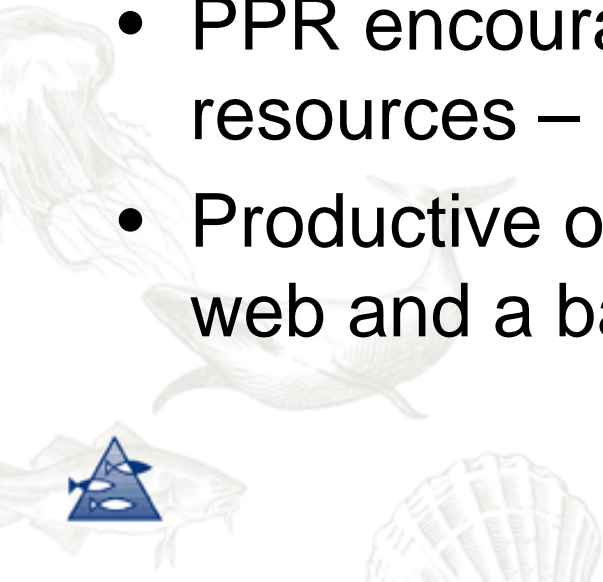 • PPR encoura
resources –
• Productive o
web and a ba